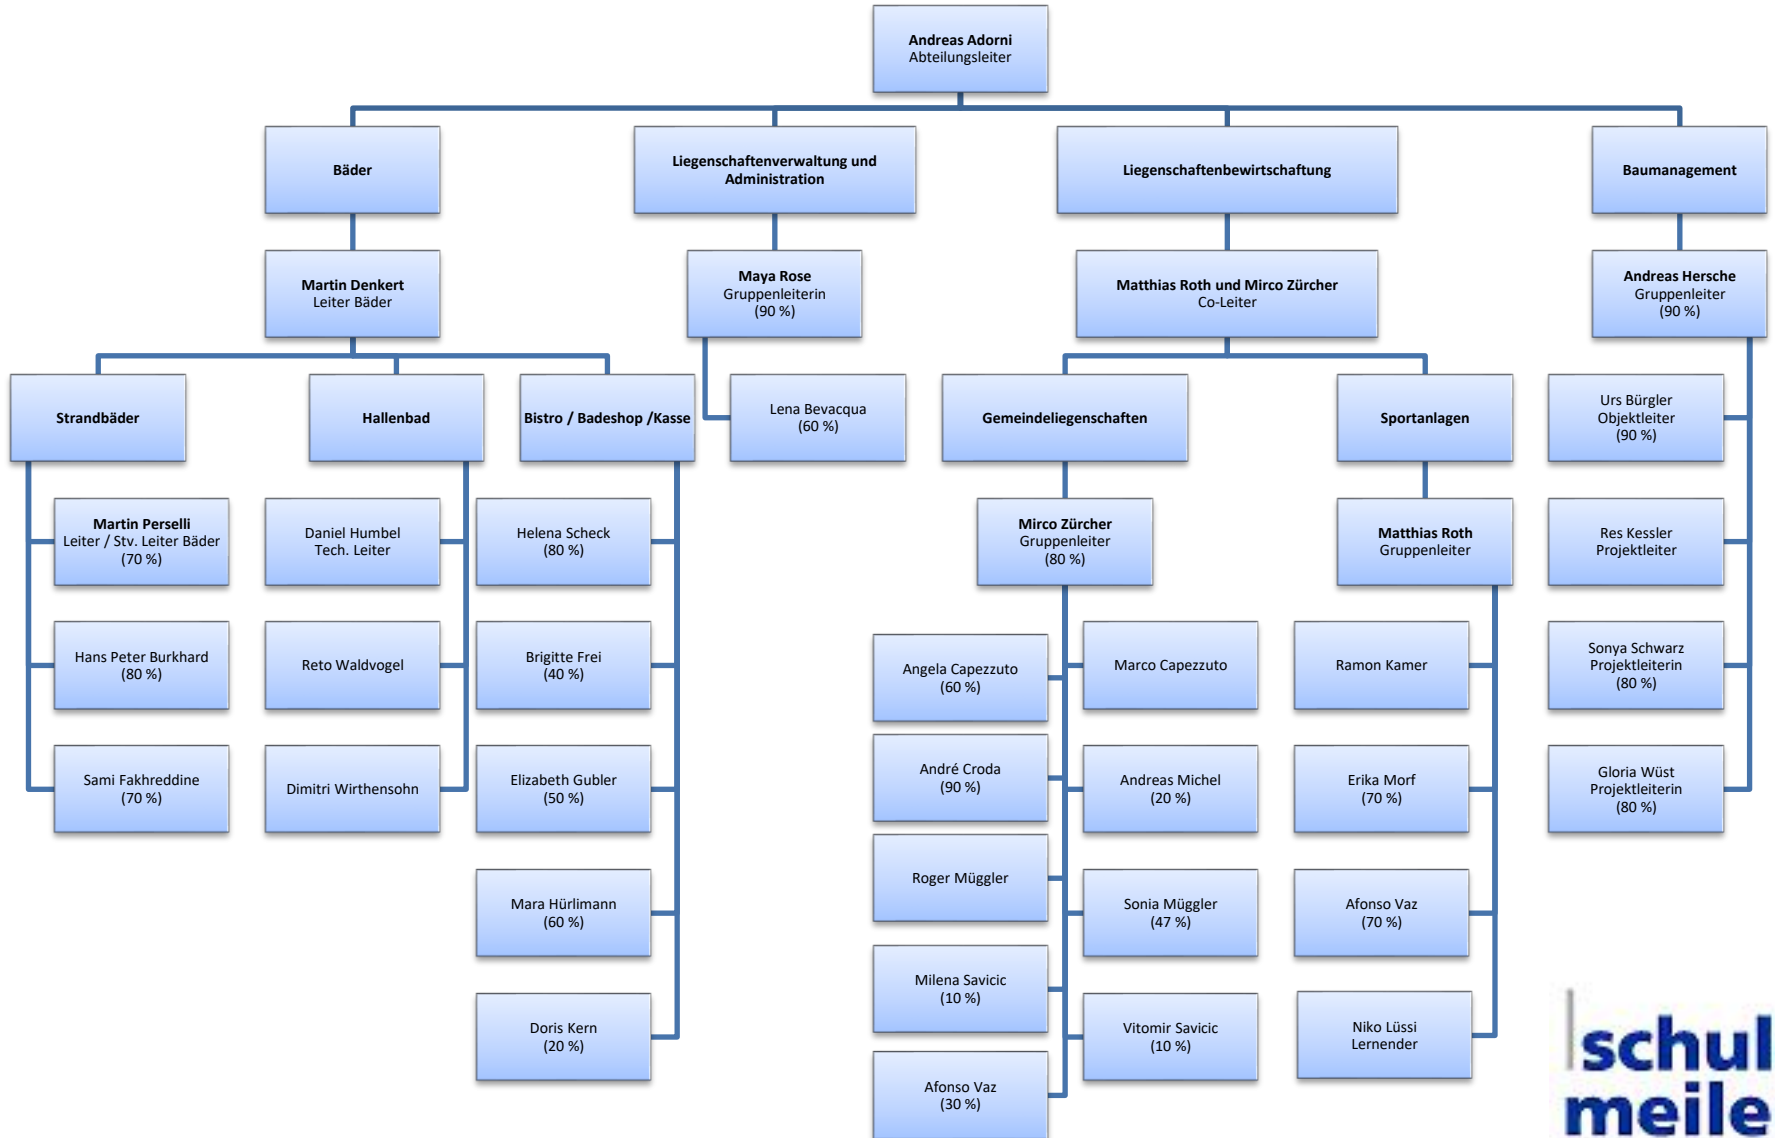 Andreas Adorni
Abteilungsleiter
Bäder
Liegenschaftenverwaltung und
Administration
Liegenschaftenbewirtschaftung
Baumanagement
Martin Denkert
Leiter Bäder
Maya Rose
Gruppenleiterin
(90 %)
Matthias Roth und Mirco Zürcher
Co-Leiter
Andreas Hersche
Gruppenleiter
(90 %)
Strandbäder
Hallenbad
Bistro / Badeshop /Kasse
Lena Bevacqua
(60 %)
Gemeindeliegenschaften
Sportanlagen
Urs Bürgler
Objektleiter
(90 %)
Martin Perselli
Leiter / Stv. Leiter Bäder
(70 %)
Daniel Humbel
Tech. Leiter
Helena Scheck
(80 %)
Mirco Zürcher
Gruppenleiter
(80 %)
Matthias Roth
Gruppenleiter
Res Kessler
Projektleiter
Hans Peter Burkhard
(80 %)
Reto Waldvogel
Brigitte Frei
(40 %)
Angela Capezzuto
(60 %)
Marco Capezzuto
Ramon Kamer
Sonya Schwarz
Projektleiterin
(80 %)
Sami Fakhreddine
(70 %)
Dimitri Wirthensohn
Elizabeth Gubler
(50 %)
André Croda
(90 %)
Andreas Michel
(20 %)
Erika Morf
(70 %)
Gloria Wüst
Projektleiterin
(80 %)
Mara Hürlimann
(60 %)
Roger Müggler
Sonia Müggler
(47 %)
Afonso Vaz
(70 %)
Doris Kern
(20 %)
Milena Savicic
(10 %)
Vitomir Savicic
(10 %)
Niko Lüssi
Lernender
Afonso Vaz
(30 %)
schul
meile